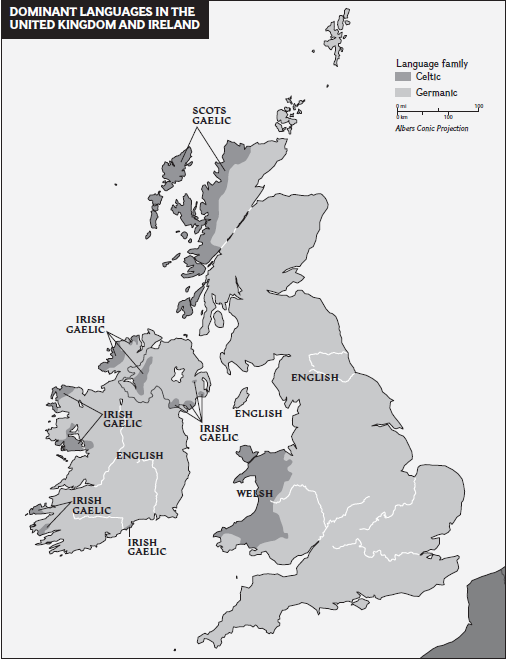 DOMINANT LANGUAGES IN THE
UNITED KINGDOM AND IRELAND
Language family
Celtic
Germanic
0 mi 100
0 km 100
Albers Conic Projection
SCOTS
GAELIC
IRISH
GAELIC
ENGLISH
IRISH
GAELIC
ENGLISH
IRISH
GAELIC
ENGLISH
WELSH
IRISH
GAELIC
IRISH
GAELIC